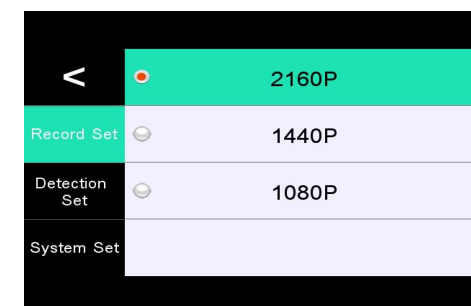 <
2160P
Record Set
1440P
Detection
Set
1080P
System Set